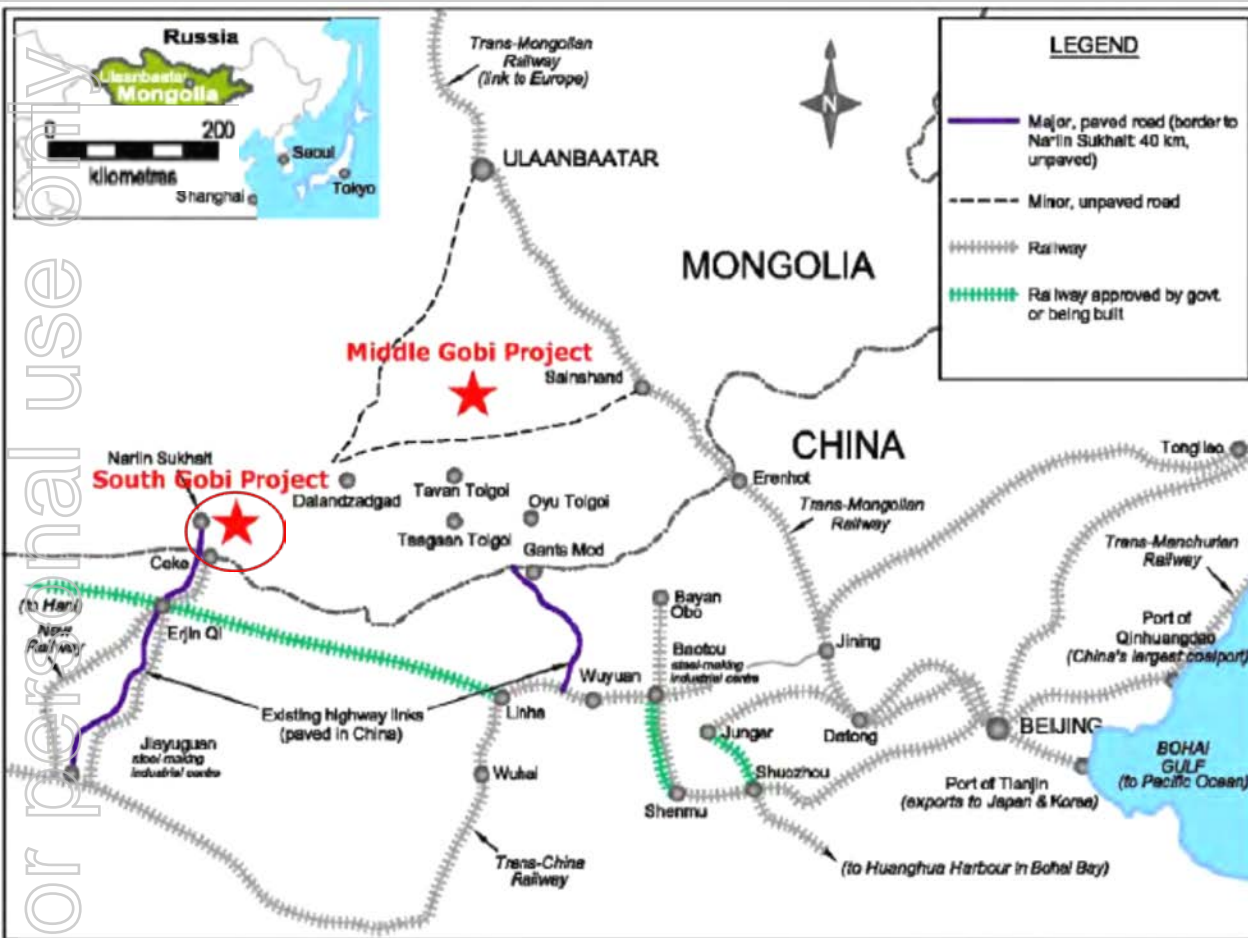 or personal use only
Russia
Ulaanbaatar
Mongolia
0 200
kilometres
Seoul
Shanghai
Tokyo
Trans-Mongolian
Railway
(link to Europe)
N
LEGEND
Major, paved road (border to
Nariin Sukhait: 40 km,
unpaved)
Minor, unpaved road
Railway
Railway approved by govt.
or being built
ULAANBAATAR
MONGOLIA
Middle Gobi Project
Sainshand
CHINA
Nariin Sukhait
South Gobi Project
Dalandzadgad
Tavan Tolgoi
Tsagaan Tolgoi
Oyu Tolgoi
Gants Mod
Erenhot
Trans-Mongolian
Railway
Tongliao
Trans-Manchurian
Railway
Ceke
(to Hami)
New
Railway
Erjin Qi
Bayan
Obo
Baotou
steel-making
industrial centre
Jining
Port of
Qinhuangdao
(China's largest coalport)
Existing highway links
(paved in China)
Linhe
Wuyuan
Jungar
Datong
BEIJING
BOHAI
GULF
(to Pacific Ocean)
Jiayuguan
steel-making
industrial centre
Wuhai
Shenmu
Shuozhou
Port of Tianjin
(exports to Japan & Korea)
Trans-China
Railway
(to Huanghua Harbour in Bohai Bay)